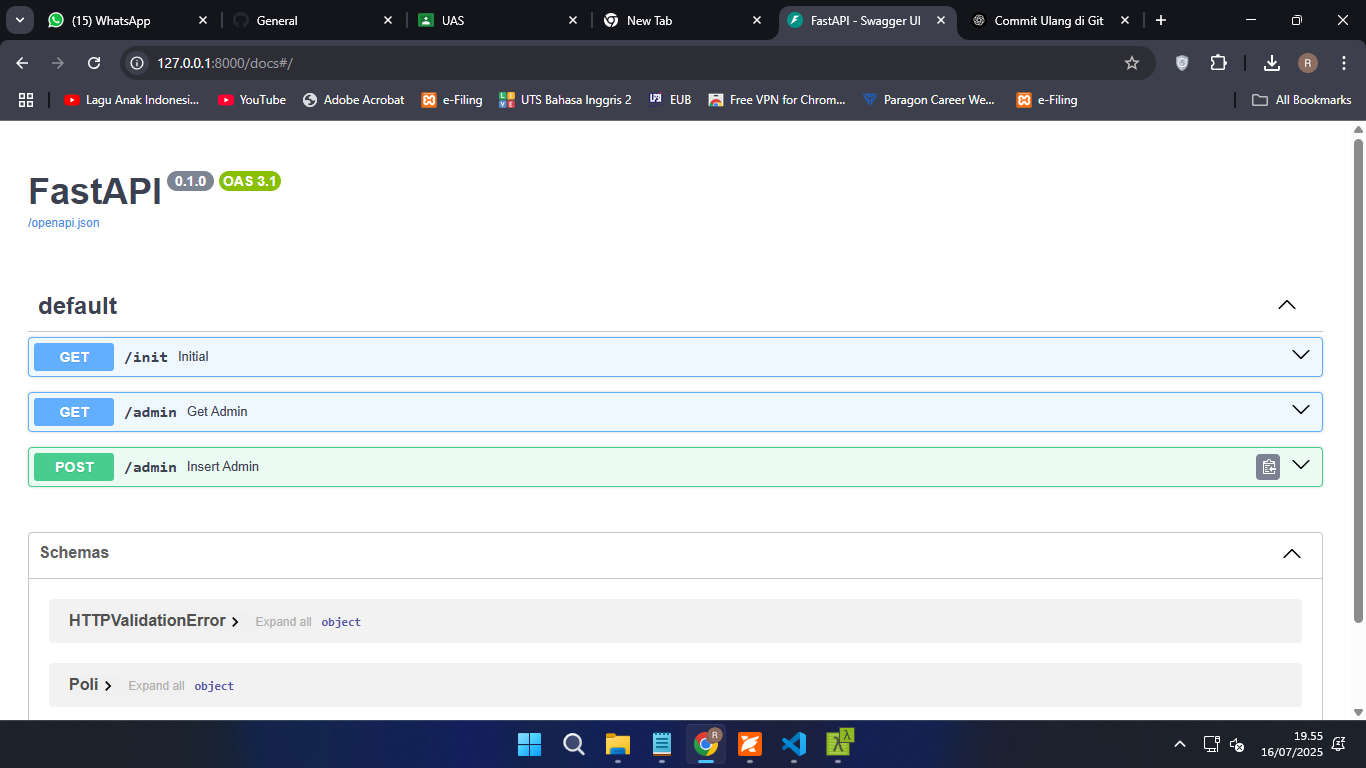 (15) WhatsApp
General
UAS
New Tab
FastAPI - Swagger UI
Commit Ulang di Git
127.0.0.1:8000/docs#/
R
Lagu Anak Indonesi...
YouTube
Adobe Acrobat
e-Filing
UTS Bahasa Inggris 2
EUB
Free VPN for Chrom...
Paragon Career We...
e-Filing
All Bookmarks
FastAPI 0.1.0 OAS 3.1
/openapi.json
default
GET /init Initial
GET /admin Get Admin
POST /admin Insert Admin
Schemas
HTTPValidationError Expand all object
Poli Expand all object
R
19.55
16/07/2025